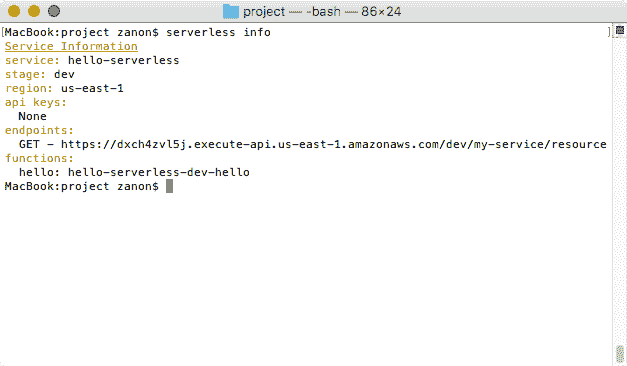 project — -bash — 86×24
MacBook:project zanon$ serverless info
Service Information
service: hello-serverless
stage: dev
region: us-east-1
api keys:
  None
endpoints:
  GET - https://dxch4zvl5j.execute-api.us-east-1.amazonaws.com/dev/my-service/resource
functions:
  hello: hello-serverless-dev-hello
MacBook:project zanon$